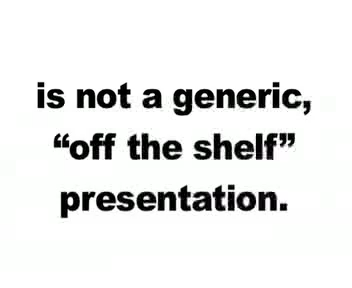 is not a generic,
“off the shelf”
presentation.